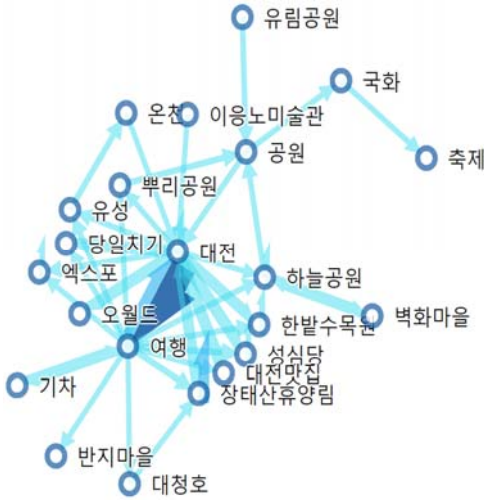 유림공원
국화
온천
이응노미술관
공원
축제
뿌리공원
유성
당일치기
대전
엑스포
하늘공원
오월드
한밭수목원
벽화마을
여행
성심당
대전맛집
기차
장태산휴양림
반지마을
대청호